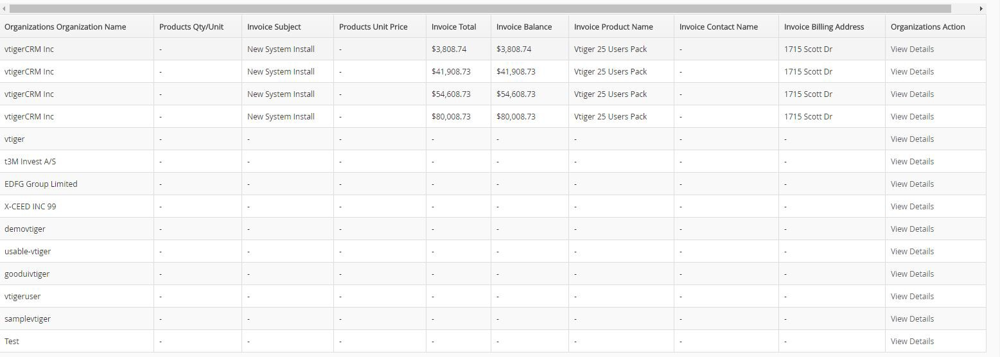 Organizations Organization Name Products Qty/Unit Invoice Subject Products Unit Price Invoice Total Invoice Balance Invoice Product Name Invoice Contact Name Invoice Billing Address Organizations Action
vtigerCRM Inc - New System Install - $3,808.74 $3,808.74 Vtiger 25 Users Pack - 1715 Scott Dr View Details
vtigerCRM Inc - New System Install - $41,908.73 $41,908.73 Vtiger 25 Users Pack - 1715 Scott Dr View Details
vtigerCRM Inc - New System Install - $54,608.73 $54,608.73 Vtiger 25 Users Pack - 1715 Scott Dr View Details
vtigerCRM Inc - New System Install - $80,008.73 $80,008.73 Vtiger 25 Users Pack - 1715 Scott Dr View Details
vtiger - - - - - - - - View Details
t3M Invest A/S - - - - - - - - View Details
EDFG Group Limited - - - - - - - - View Details
X-CEED INC 99 - - - - - - - - View Details
demovtiger - - - - - - - - View Details
usable-vtiger - - - - - - - - View Details
gooduivtiger - - - - - - - - View Details
vtigeruser - - - - - - - - View Details
samplevtiger - - - - - - - - View Details
Test - - - - - - - - View Details